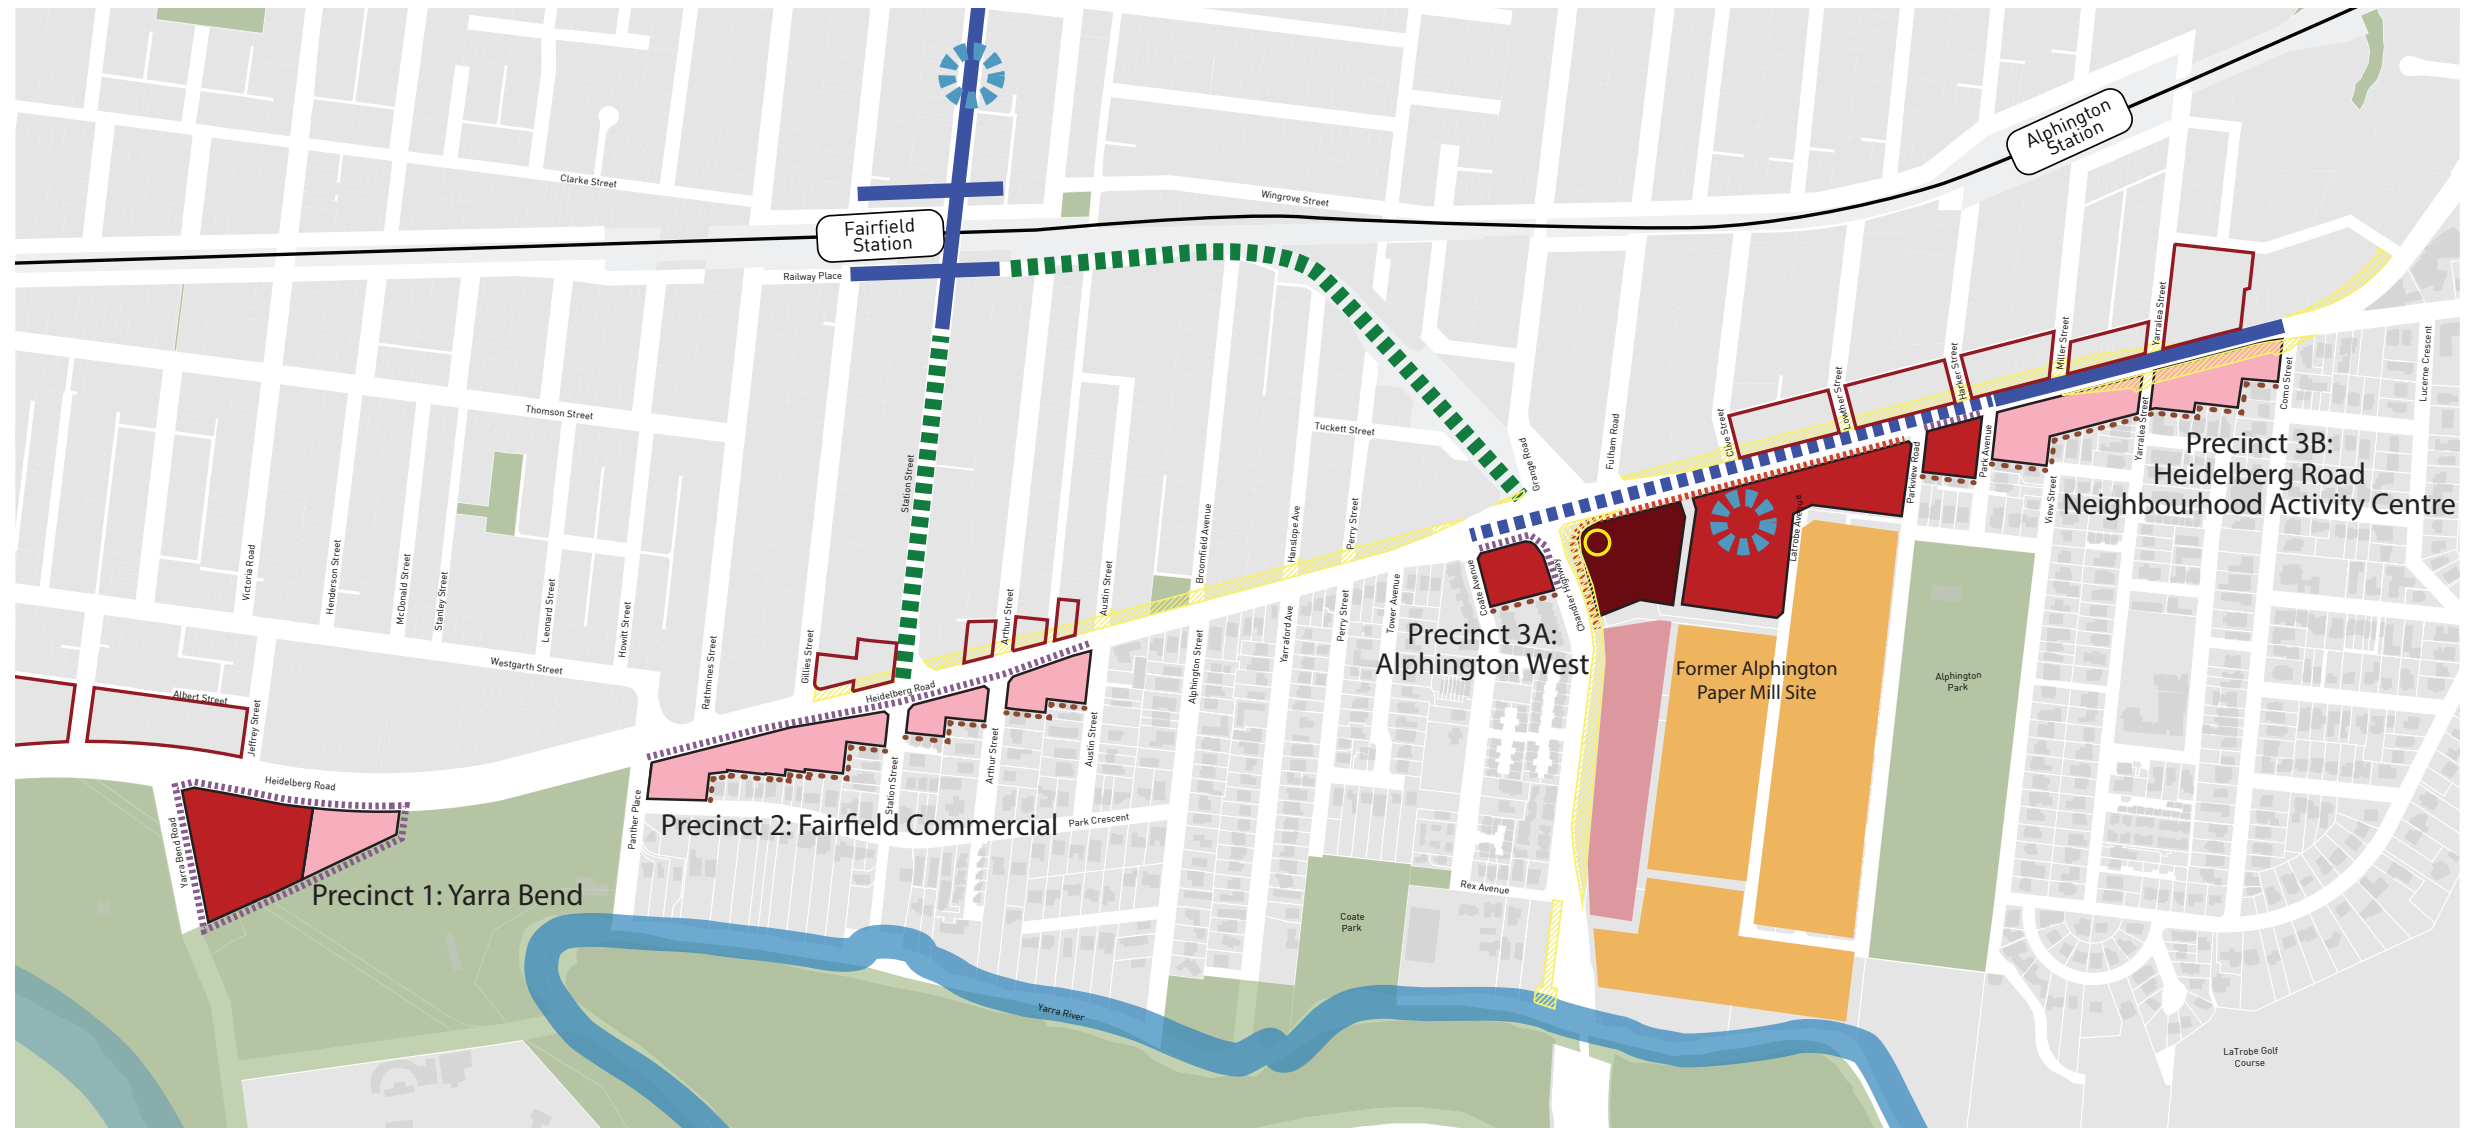 Alphington
Station
Clarke Street
Wingrove Street
Fairfield
Station
Railway Place
Yarralea Street
Miller Street
Harker Street
Lowther Street
Clive Street
Lucerne Crescent
Como Street
Thomson Street
Tuckett Street
Grange Road
Fulham Road
Yarralea Street
Park Avenue
Parkview Road
View Street
Precinct 3B:
Heidelberg Road
Neighbourhood Activity Centre
Station Street
Latrobe Avenue
Victoria Road
Henderson Street
McDonald Street
Stanley Street
Leonard Street
Howitt Street
Rathmines Street
Gillies Street
Arthur Street
Austin Street
Broomfield Avenue
Hanslope Ave
Perry Street
Coate Avenue
Chandler Highway
Tower Avenue
Perry Street
Yarraford Ave
Alphington Street
Precinct 3A:
Alphington West
Westgarth Street
Albert Street
Jeffrey Street
Heidelberg Road
Former Alphington
Paper Mill Site
Alphington
Park
Heidelberg Road
Yarra Bend Road
Panther Place
Station Street
Arthur Street
Austin Street
Precinct 2: Fairfield Commercial
Park Crescent
Precinct 1: Yarra Bend
Rex Avenue
Coate
Park
Yarra River
LaTrobe Golf
Course